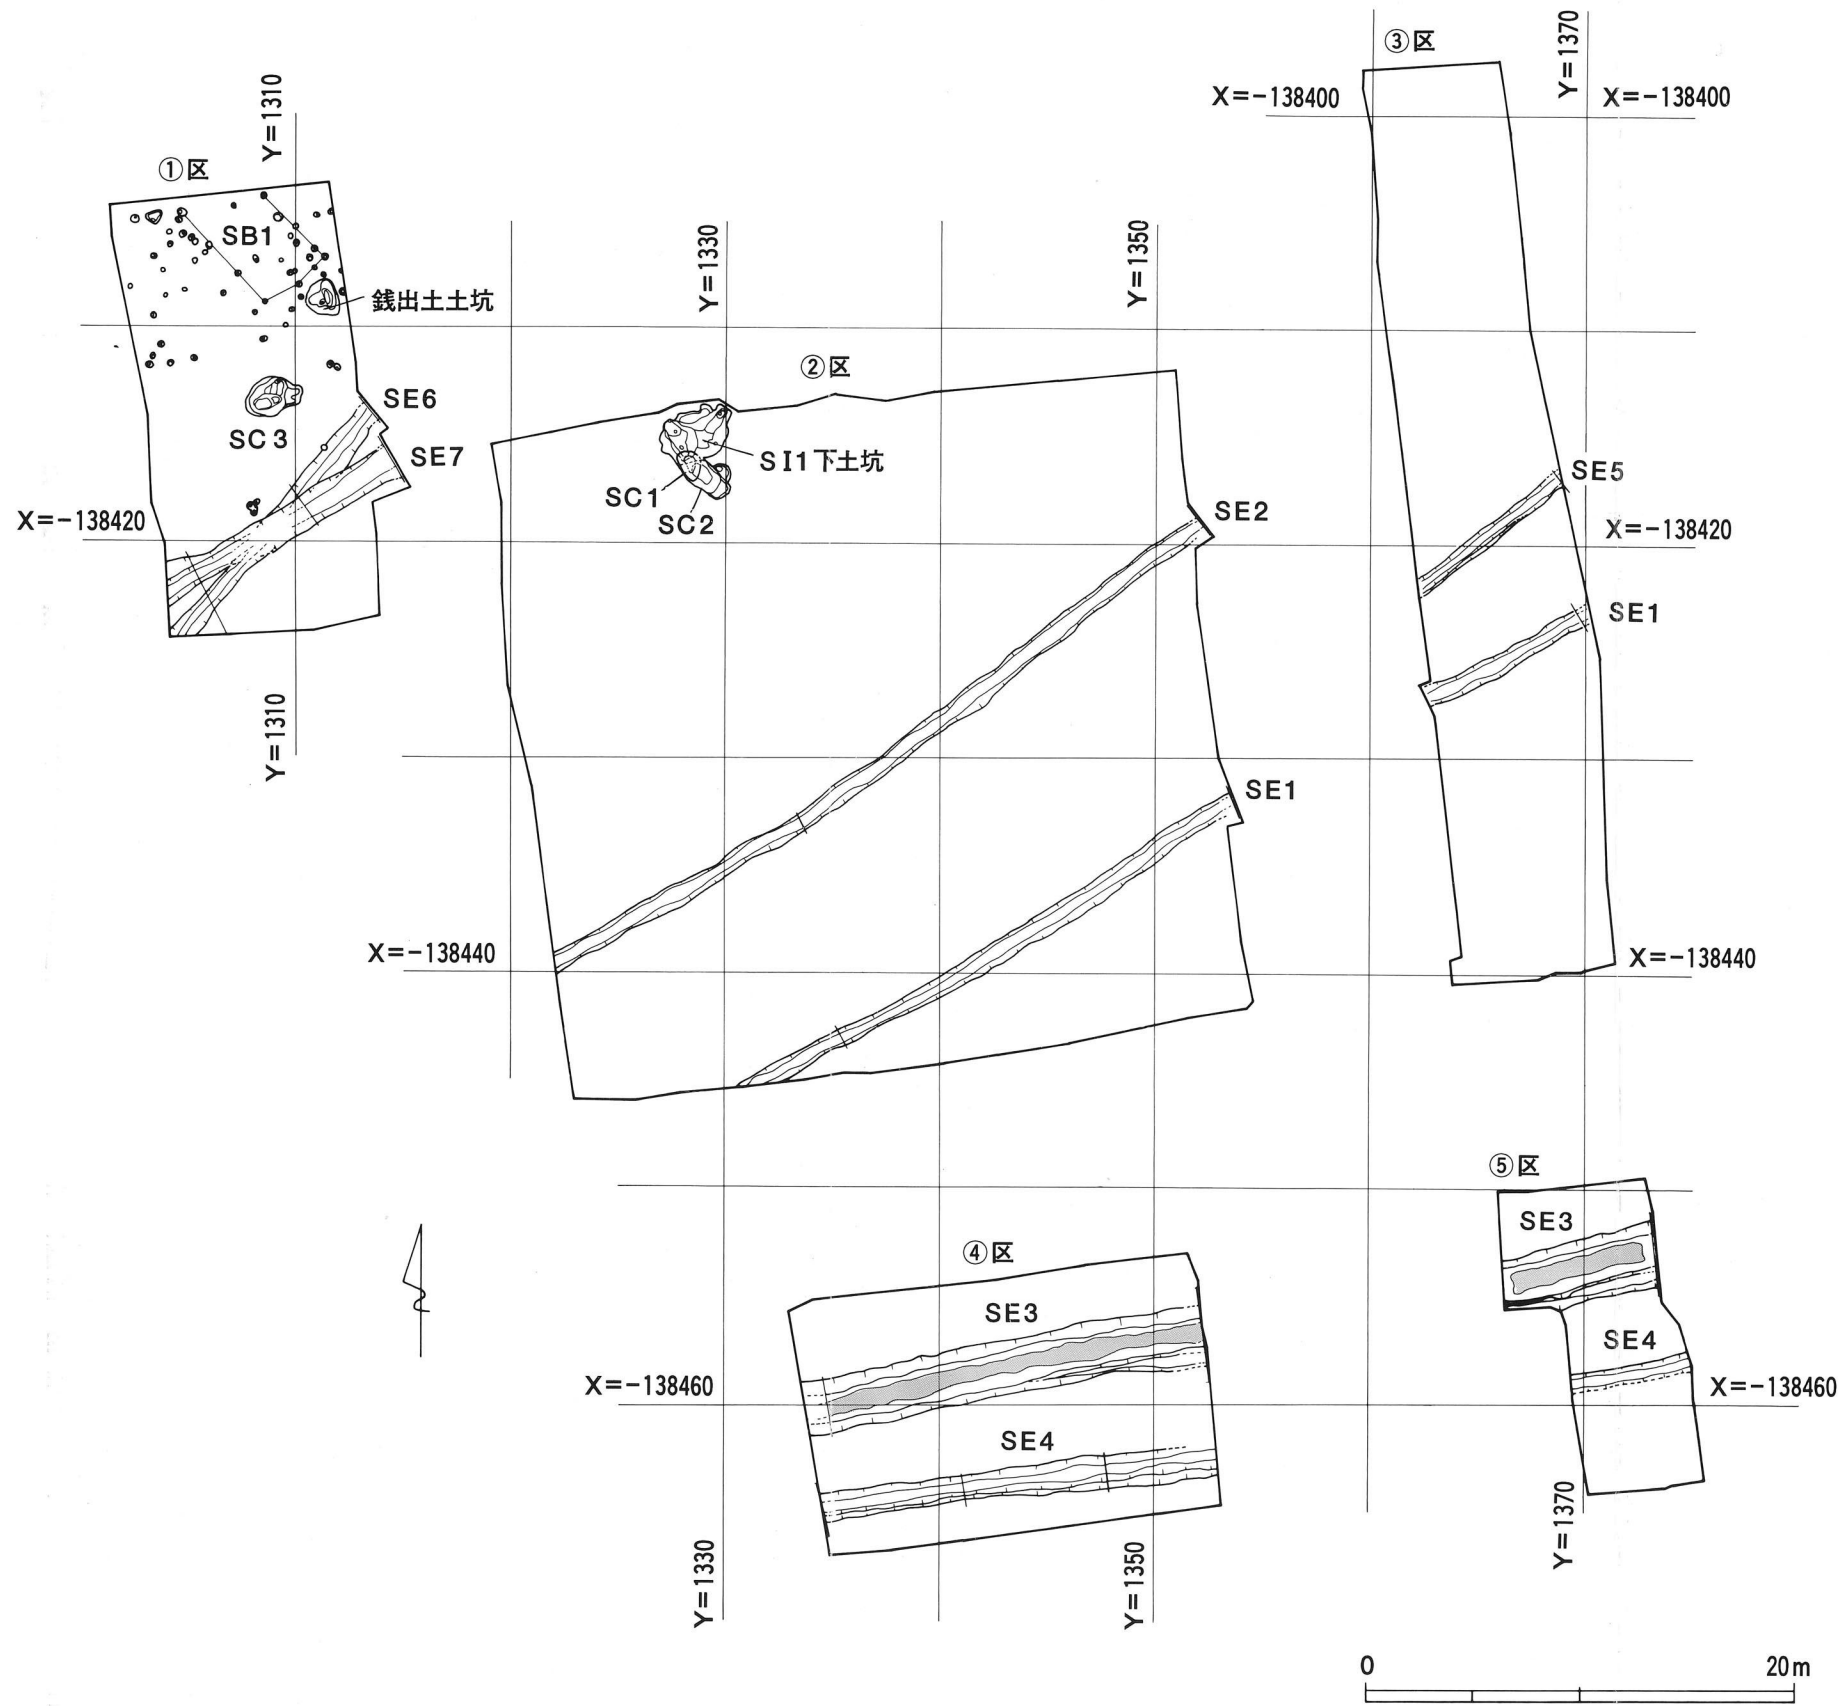 ③区
Y=1370
X=-138400
X=-138400
Y=1310
①区
SB1
銭出土土坑
Y=1330
Y=1350
②区
SE6
SC3
SE7
SI1下土坑
SC1
SC2
SE5
SE2
X=-138420
X=-138420
SE1
Y=1310
SE1
X=-138440
X=-138440
⑤区
SE3
④区
SE3
SE4
X=-138460
X=-138460
SE4
Y=1330
Y=1350
Y=1370
0
20m